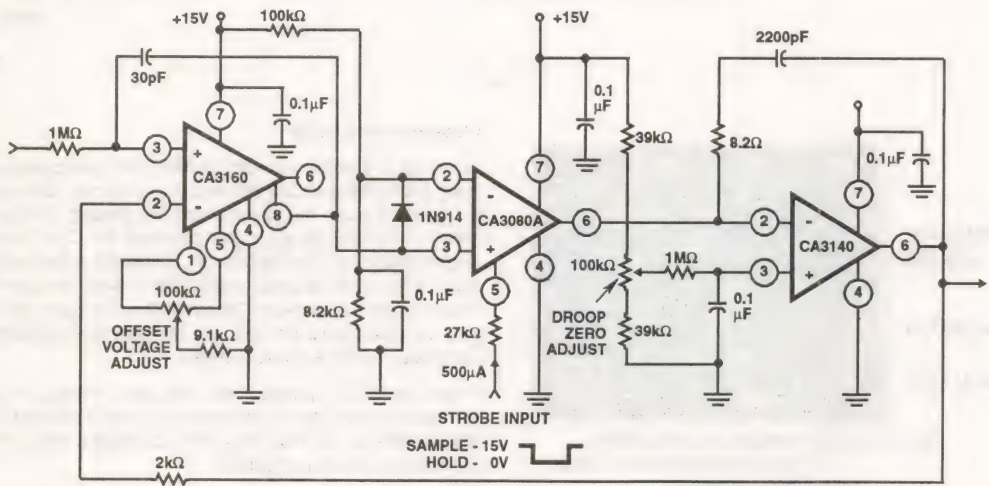 +15V
100kΩ
+15V
2200pF
30pF
7
0.1µF
0.1
µF
1MΩ
39kΩ
8.2Ω
0.1µF
3
+
CA3160
6
2
-
7
7
2
-
8
1N914
CA3080A
6
2
-
CA3140
6
1
5
4
3
+
4
100kΩ
1MΩ
3
+
4
5
100kΩ
8.2kΩ
0.1µF
0.1
µF
OFFSET
VOLTAGE
ADJUST
9.1kΩ
27kΩ
DROOP
ZERO
ADJUST
39kΩ
500µA
STROBE INPUT
SAMPLE - 15V
HOLD - 0V
2kΩ